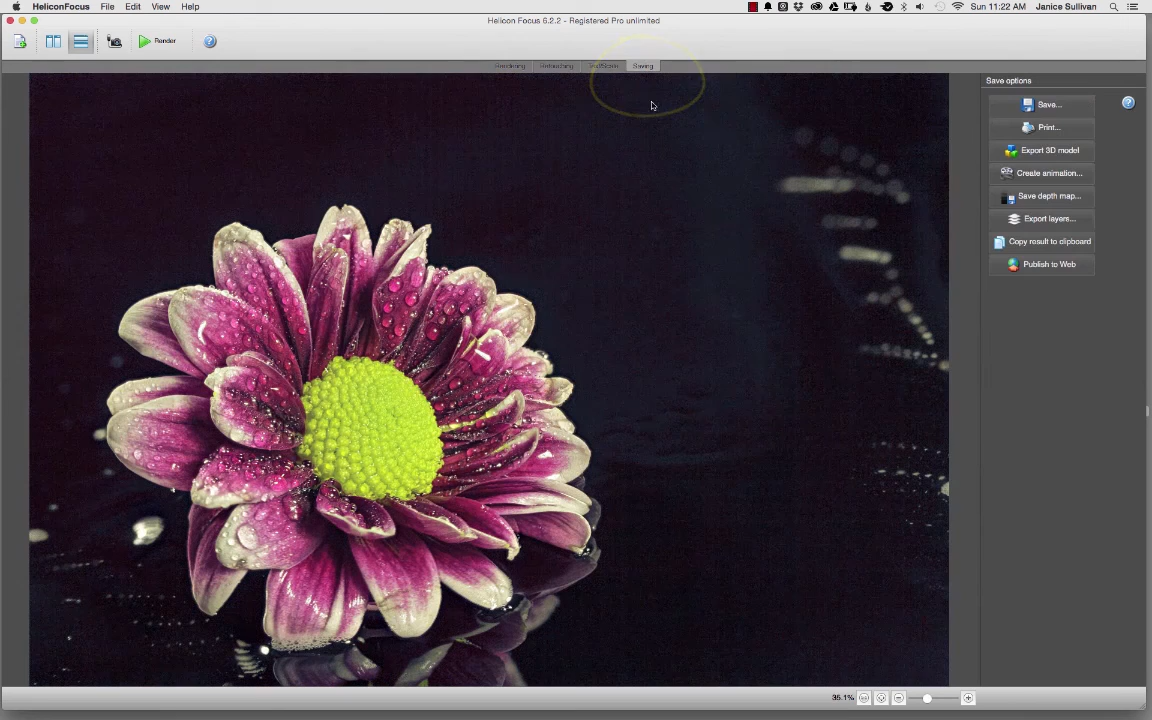 HeliconFocus File Edit View Help Sun 11:22 AM Janice Sullivan
Helicon Focus 6.2.2 - Registered Pro unlimited
Render
Rendering Retouching Text/Scale Saving
Save options
Save...
Print...
Export 3D model
Create animation...
Save depth map...
Export layers...
Copy result to clipboard
Publish to Web
35.1%